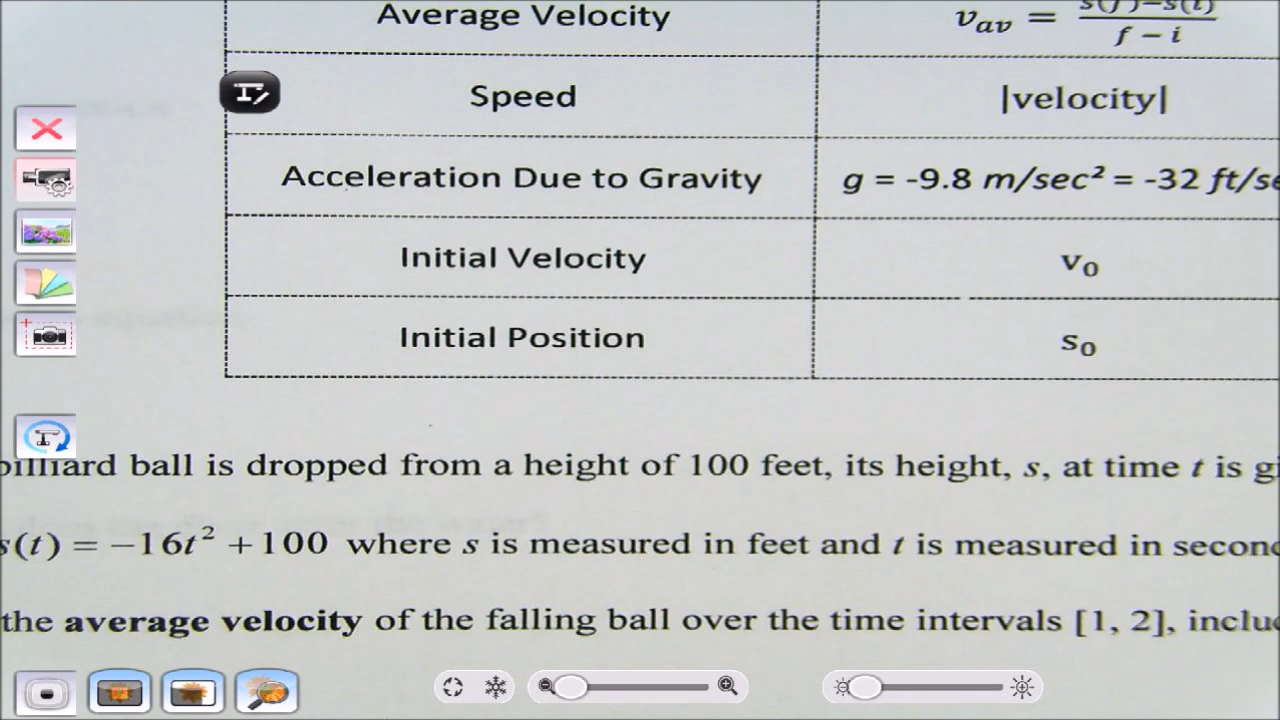 Average Velocity v_av = s(f)−s(i) / f − i
Speed |velocity|
Acceleration Due to Gravity g = -9.8 m/sec² = -32 ft/se
Initial Velocity v₀
Initial Position s₀
billiard ball is dropped from a height of 100 feet, its height, s, at time t is gi
s(t) = −16t² + 100 where s is measured in feet and t is measured in second
the average velocity of the falling ball over the time intervals [1, 2], includ